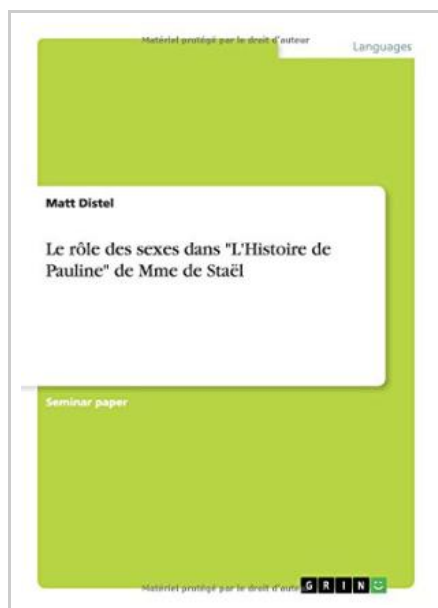 Matériel protégé par le droit d'auteur
Languages
Matt Distel
Le rôle des sexes dans "L'Histoire de
Pauline" de Mme de Staël
Seminar paper
Matériel protégé par le droit d'aute
GRIN